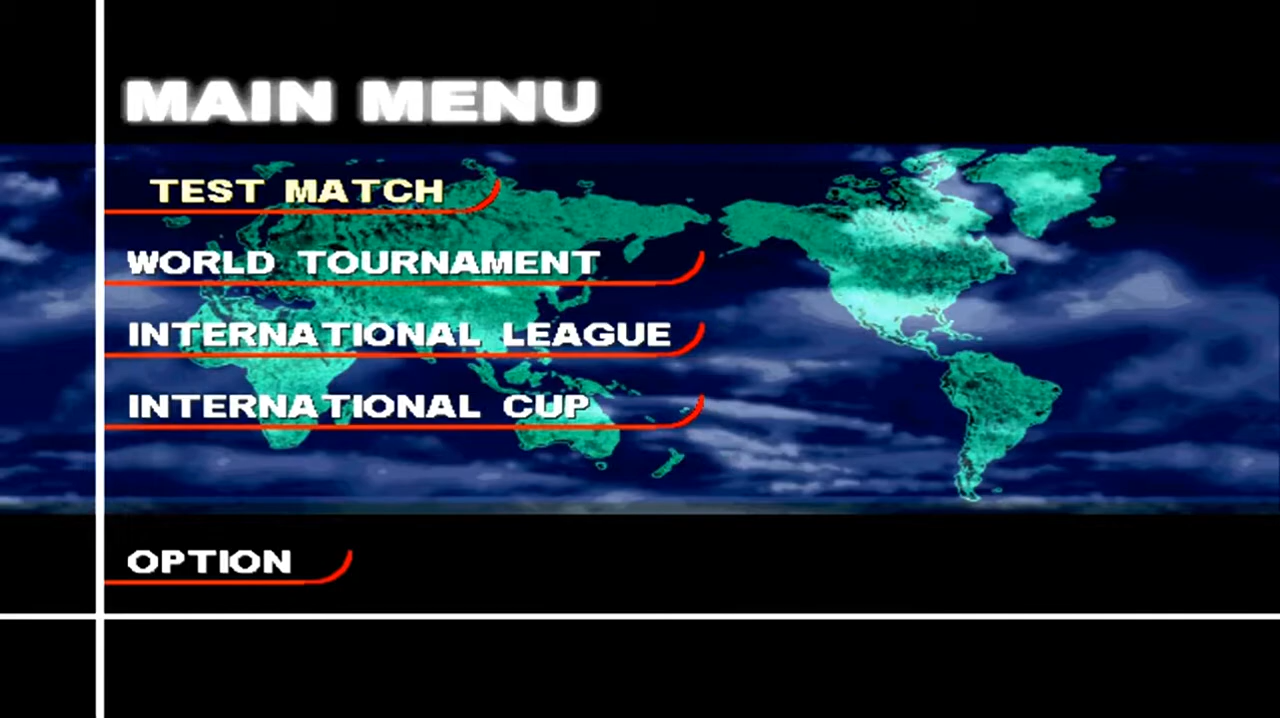 MAIN MENU
TEST MATCH
WORLD TOURNAMENT
INTERNATIONAL LEAGUE
INTERNATIONAL CUP
OPTION